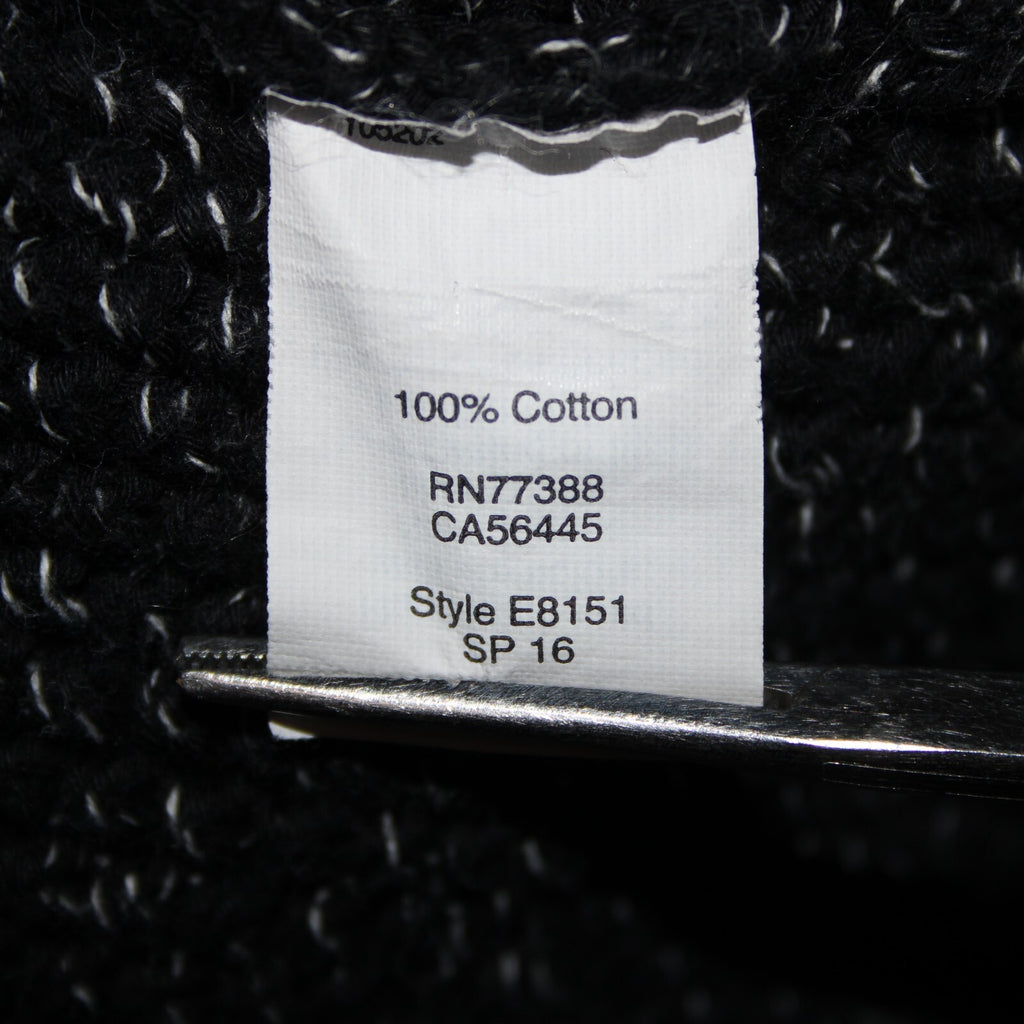 100% Cotton
RN77388
CA56445
Style E8151
SP 16